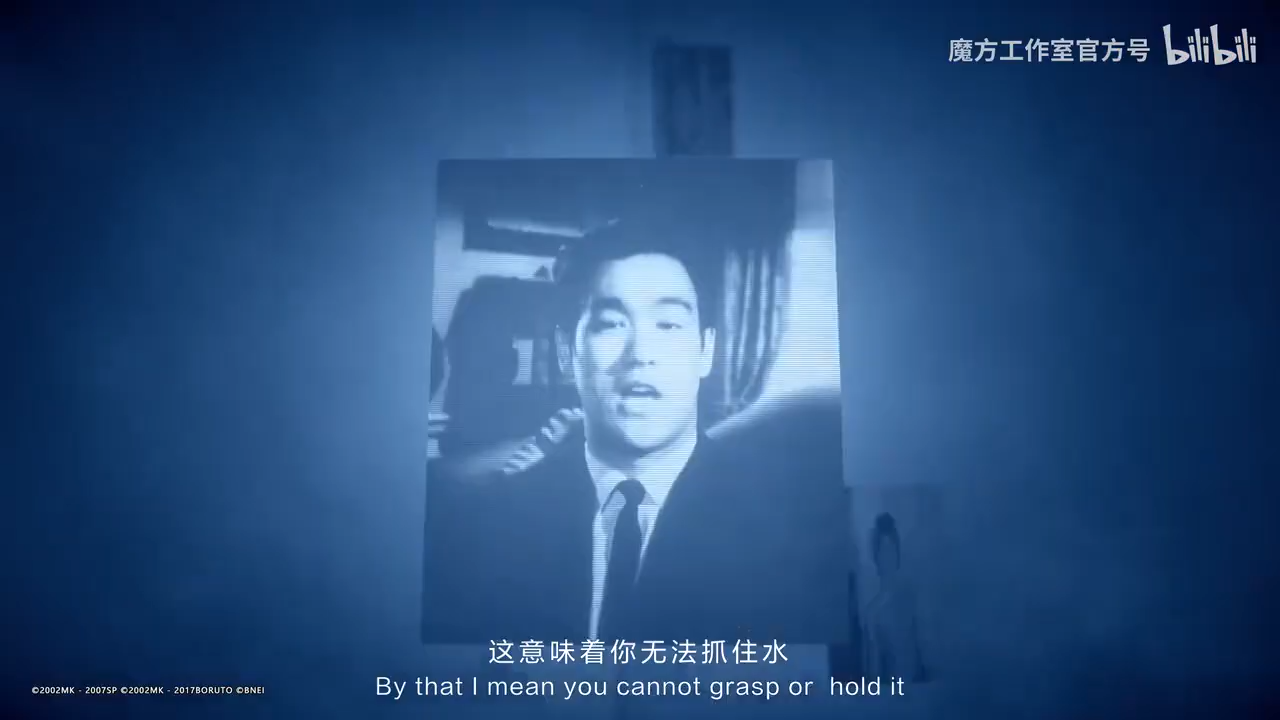 魔方工作室官方号 bilibili
这意味着你无法抓住水
By that I mean you cannot grasp or hold it
©2002MK - 2007SP ©2002MK - 2017BORUTO ©BNEI